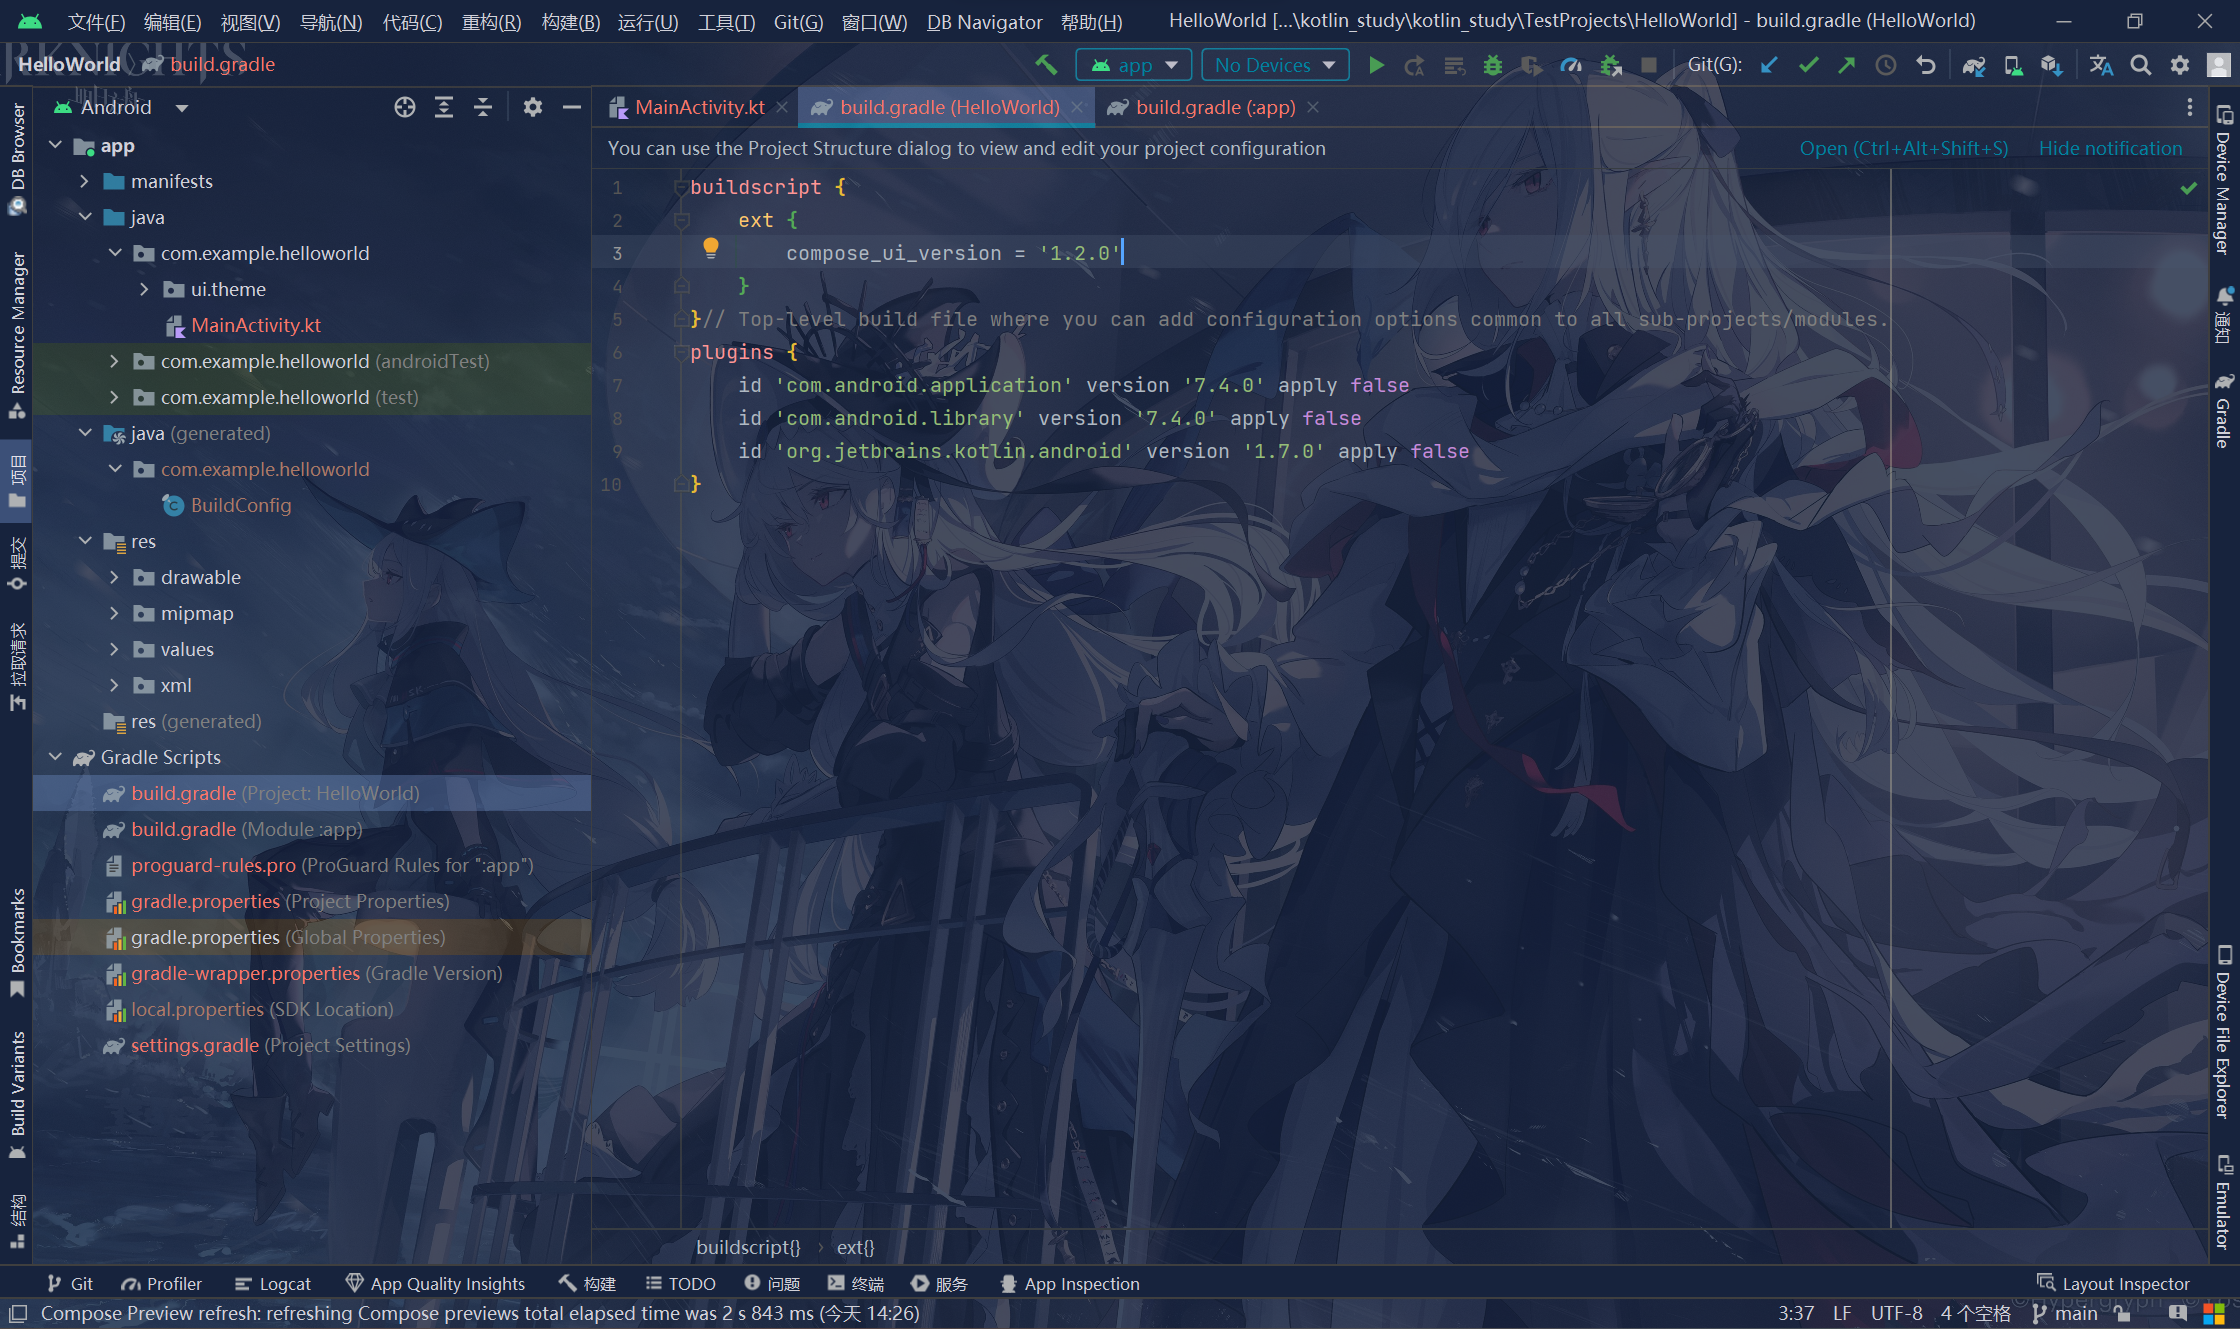 文件(F) 编辑(E) 视图(V) 导航(N) 代码(C) 重构(R) 构建(B) 运行(U) 工具(T) Git(G) 窗口(W) DB Navigator 帮助(H) HelloWorld [...\kotlin_study\kotlin_study\TestProjects\HelloWorld] - build.gradle (HelloWorld)
HelloWorld build.gradle app No Devices Git(G):
Android
MainActivity.kt build.gradle (HelloWorld) build.gradle (:app)
You can use the Project Structure dialog to view and edit your project configuration Open (Ctrl+Alt+Shift+S) Hide notification
app
manifests
java
com.example.helloworld
ui.theme
MainActivity.kt
com.example.helloworld (androidTest)
com.example.helloworld (test)
java (generated)
com.example.helloworld
BuildConfig
res
drawable
mipmap
values
xml
res (generated)
Gradle Scripts
build.gradle (Project: HelloWorld)
build.gradle (Module :app)
proguard-rules.pro (ProGuard Rules for ":app")
gradle.properties (Project Properties)
gradle.properties (Global Properties)
gradle-wrapper.properties (Gradle Version)
local.properties (SDK Location)
settings.gradle (Project Settings)
1 buildscript {
2 ext {
3 compose_ui_version = '1.2.0'
4 }
5 }// Top-level build file where you can add configuration options common to all sub-projects/modules.
6 plugins {
7 id 'com.android.application' version '7.4.0' apply false
8 id 'com.android.library' version '7.4.0' apply false
9 id 'org.jetbrains.kotlin.android' version '1.7.0' apply false
10 }
buildscript{} › ext{}
DB Browser
Resource Manager
项目
提交
拉取请求
Bookmarks
Build Variants
结构
Device Manager
通知
Gradle
Device File Explorer
Emulator
Git Profiler Logcat App Quality Insights 构建 TODO 问题 终端 服务 App Inspection Layout Inspector
Compose Preview refresh: refreshing Compose previews total elapsed time was 2 s 843 ms (今天 14:26) 3:37 LF UTF-8 4 个空格 main